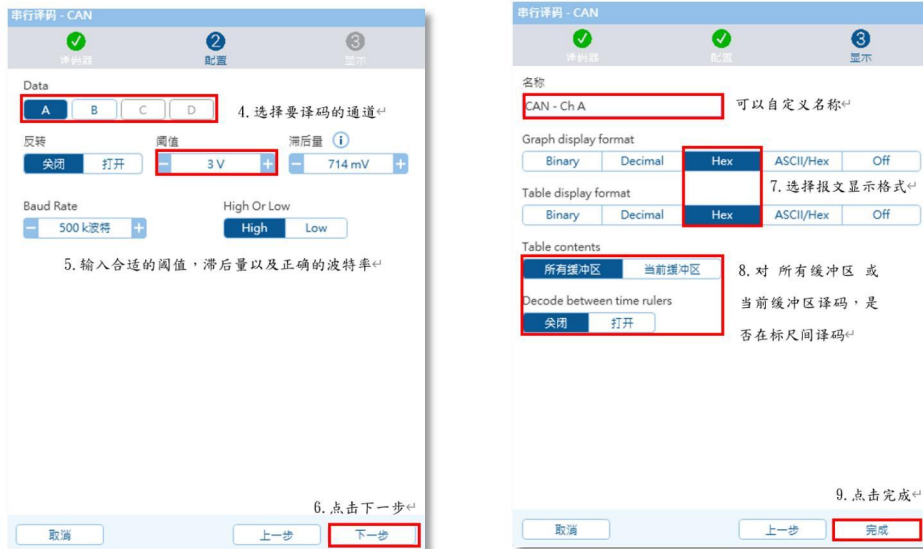 串行译码 - CAN
2
3
译码器
配置
显示
Data
A
B
C
D
4.选择要译码的通道↵
反转
阈值
滞后量 i
关闭
打开
- 3 V +
- 714 mV +
Baud Rate
High Or Low
- 500 k波特 +
High
Low
5.输入合适的阈值，滞后量以及正确的波特率↵
6.点击下一步↵
取消
上一步
下一步
串行译码 - CAN
3
译码器
配置
显示
名称
CAN - Ch A
可以自定义名称↵
Graph display format
Binary
Decimal
Hex
ASCII/Hex
Off
7.选择报文显示格式↵
Table display format
Binary
Decimal
Hex
ASCII/Hex
Off
Table contents
所有缓冲区
当前缓冲区
8.对 所有缓冲区 或
当前缓冲区译码，是
否在标尺间译码↵
Decode between time rulers
关闭
打开
9.点击完成↵
取消
上一步
完成